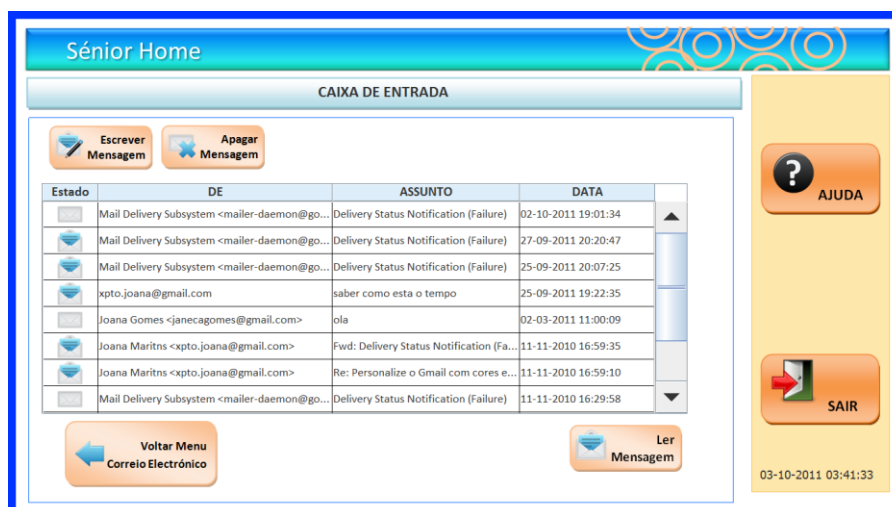 Sénior Home
CAIXA DE ENTRADA
Escrever
Mensagem
Apagar
Mensagem
Estado DE ASSUNTO DATA
Mail Delivery Subsystem <mailer-daemon@go... Delivery Status Notification (Failure) 02-10-2011 19:01:34
Mail Delivery Subsystem <mailer-daemon@go... Delivery Status Notification (Failure) 27-09-2011 20:20:47
Mail Delivery Subsystem <mailer-daemon@go... Delivery Status Notification (Failure) 25-09-2011 20:07:25
xpto.joana@gmail.com saber como esta o tempo 25-09-2011 19:22:35
Joana Gomes <janecagomes@gmail.com> ola 02-03-2011 11:00:09
Joana Maritns <xpto.joana@gmail.com> Fwd: Delivery Status Notification (Fa... 11-11-2010 16:59:35
Joana Maritns <xpto.joana@gmail.com> Re: Personalize o Gmail com cores e... 11-11-2010 16:59:10
Mail Delivery Subsystem <mailer-daemon@go... Delivery Status Notification (Failure) 11-11-2010 16:29:58
Voltar Menu
Correio Electrónico
Ler
Mensagem
?
AJUDA
SAIR
03-10-2011 03:41:33